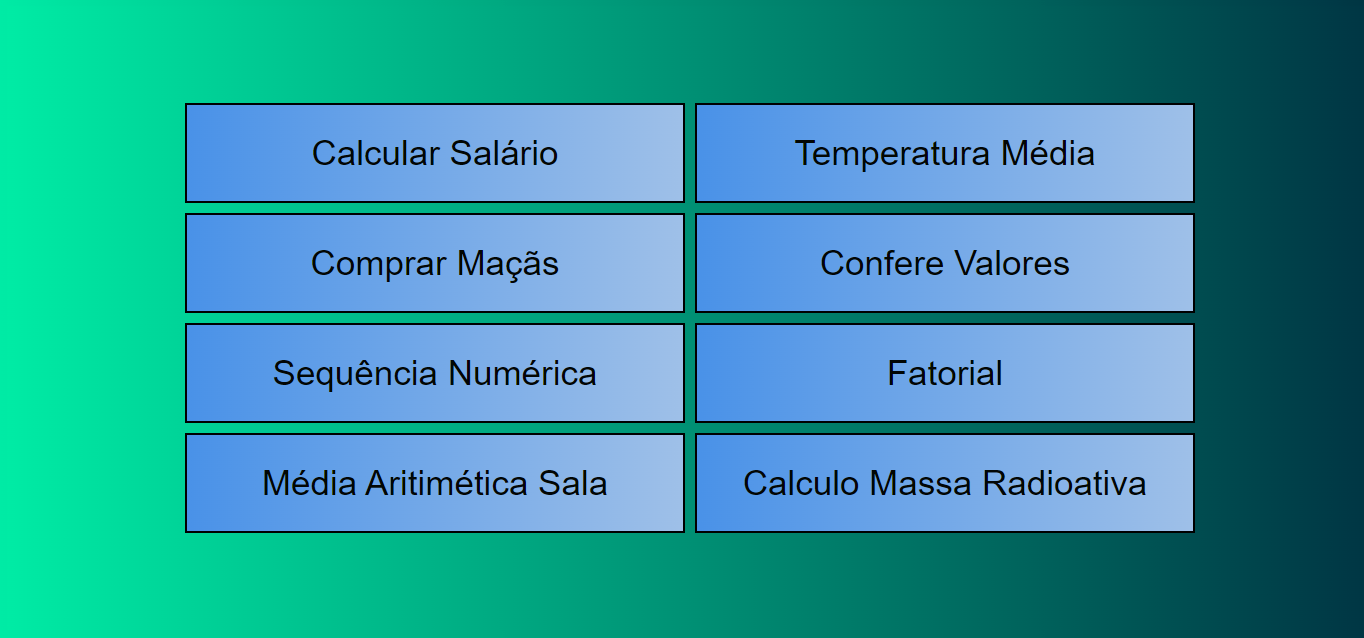 Calcular Salário
Temperatura Média
Comprar Maçãs
Confere Valores
Sequência Numérica
Fatorial
Média Aritimética Sala
Calculo Massa Radioativa